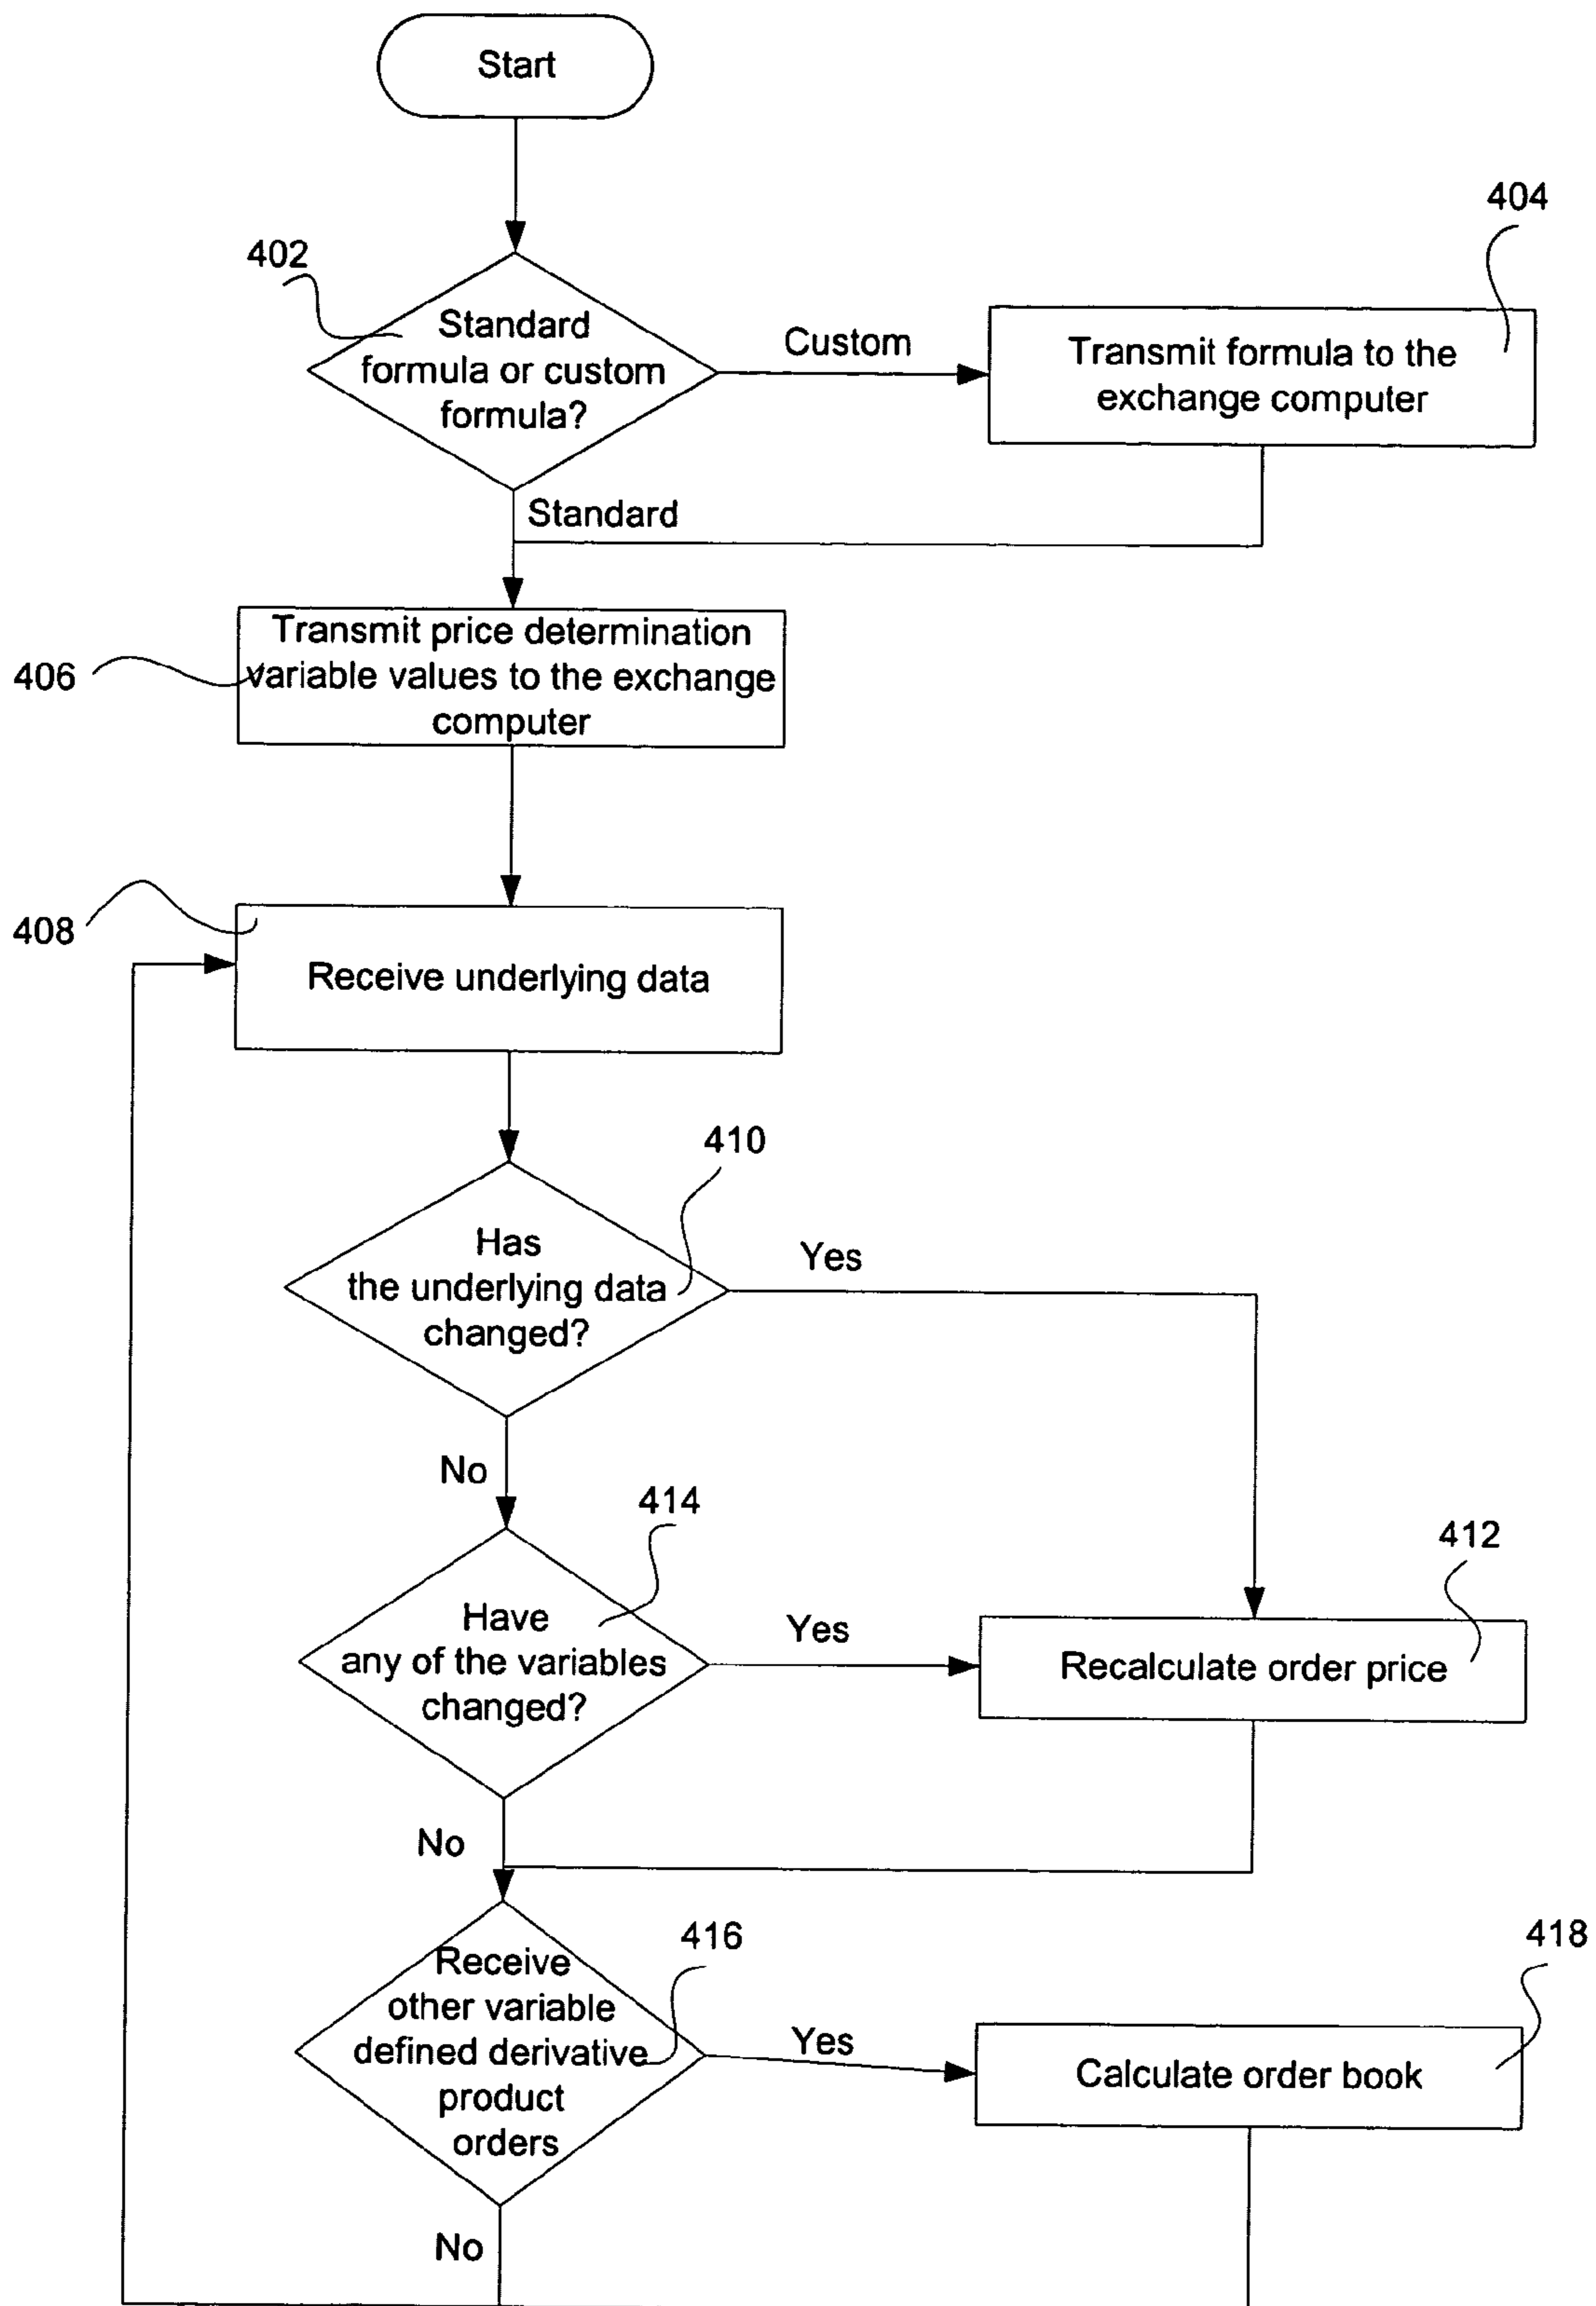 Start
402
Standard
formula or custom
formula?
Custom
404
Transmit formula to the
exchange computer
Standard
406
Transmit price determination
variable values to the exchange
computer
408
Receive underlying data
410
Has
the underlying data
changed?
Yes
No
414
Have
any of the variables
changed?
Yes
412
Recalculate order price
No
416
Receive
other variable
defined derivative
product
orders
Yes
418
Calculate order book
No